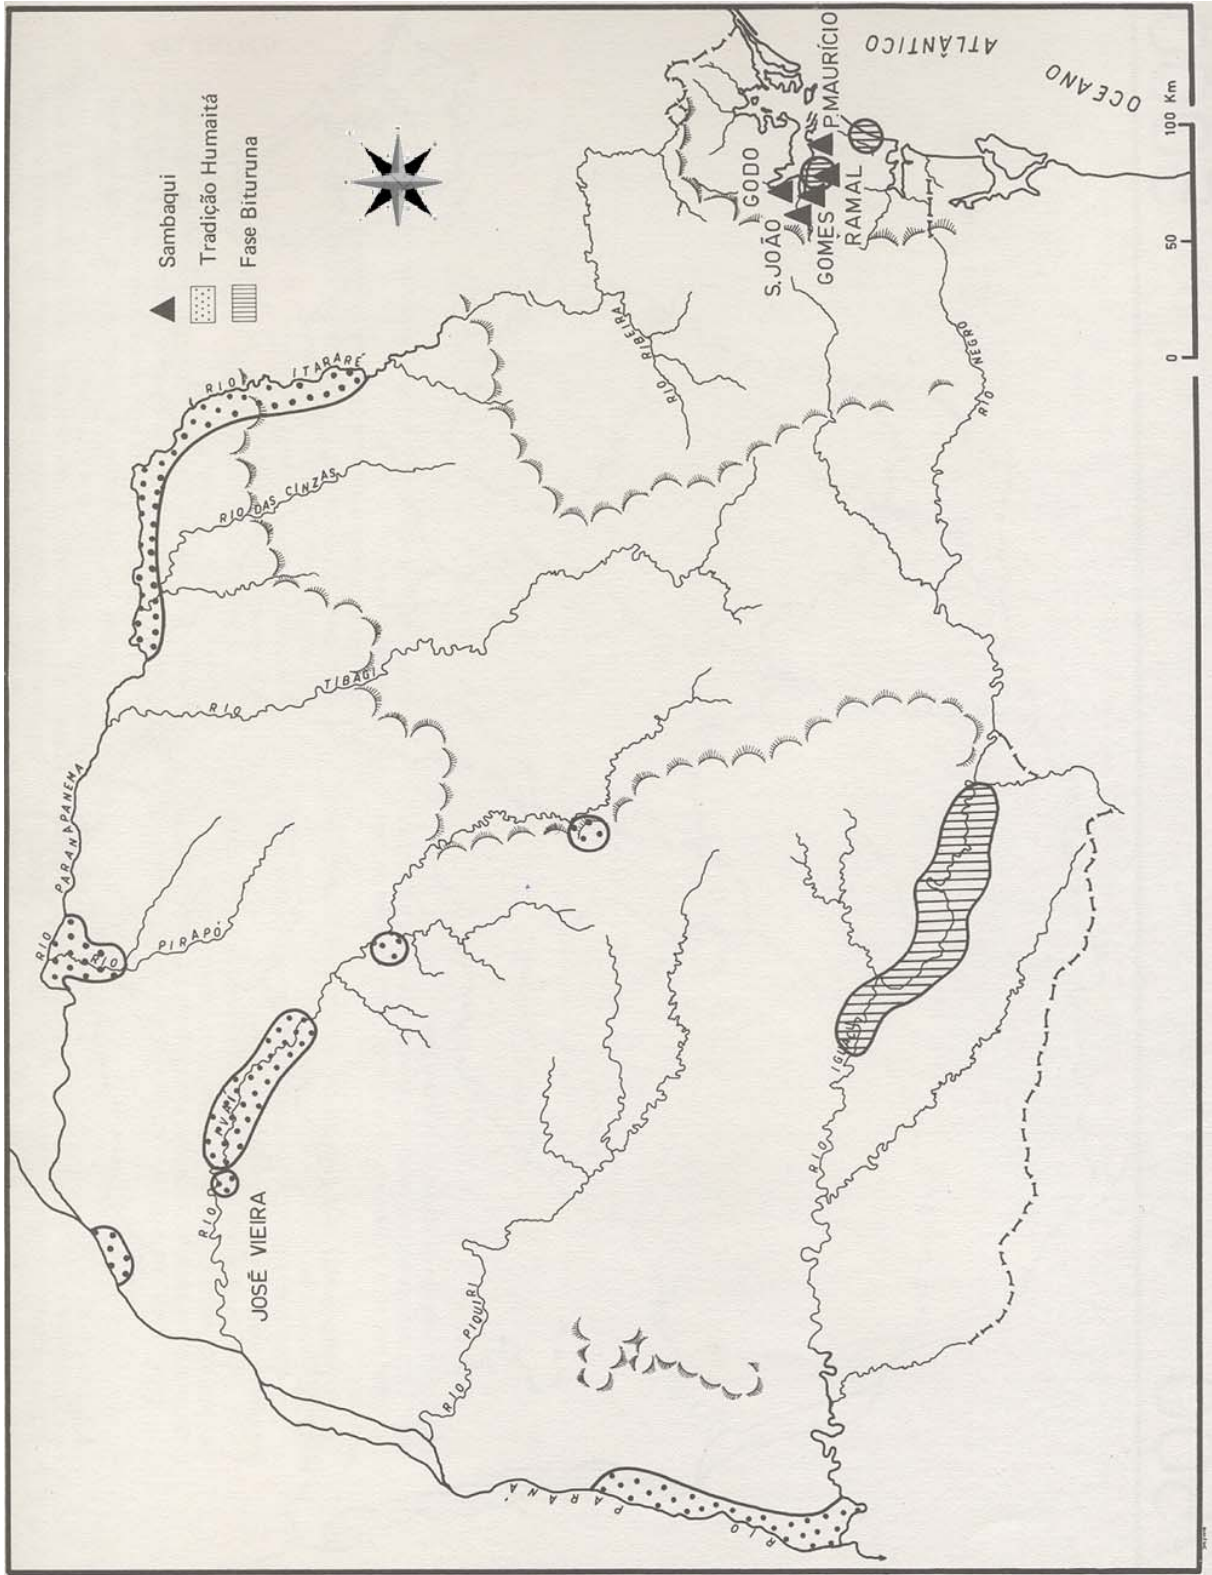 Sambaqui
Tradição Humaitá
Fase Bituruna
OCEANO
ATLÂNTICO
P.MAURÍCIO
GODO
S.JOÃO
GOMES
RAMAL
RIO RIBEIRA
RIO NEGRO
RIO ITARARÉ
RIO DAS CINZAS
RIO TIBAGI
RIO PARANAPANEMA
RIO PIRAPÓ
RIO IVAÍ
JOSÉ VIEIRA
RIO PIQUIRI
RIO IGUAÇU
RIO PARANÁ
0 50 100 Km